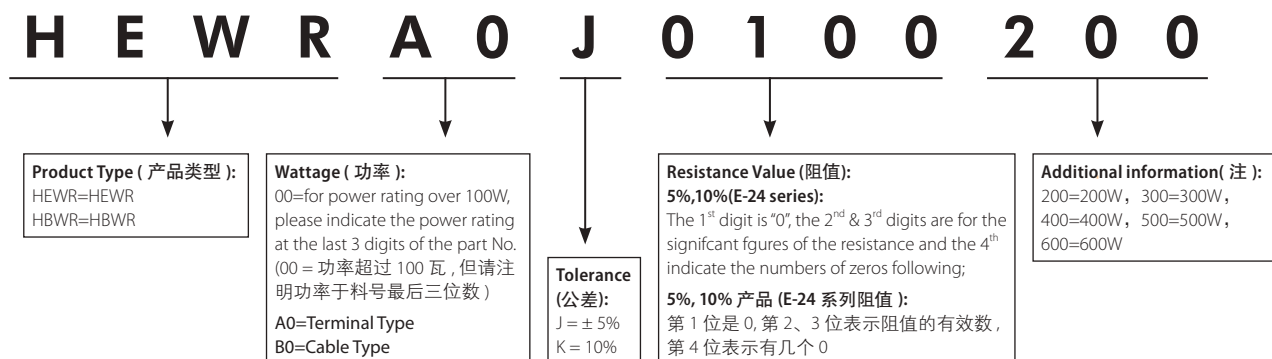 H E W R A 0 J 0 1 0 0 2 0 0
Product Type ( 产品类型 ):
HEWR=HEWR
HBWR=HBWR
Wattage ( 功率 ):
00=for power rating over 100W,
please indicate the power rating
at the last 3 digits of the part No.
(00 = 功率超过 100 瓦 , 但请注
明功率于料号最后三位数 )
A0=Terminal Type
B0=Cable Type
Tolerance
(公差):
J = ± 5%
K = 10%
Resistance Value (阻值):
5%,10%(E-24 series):
The 1st digit is "0", the 2nd & 3rd digits are for the
signifcant fgures of the resistance and the 4th
indicate the numbers of zeros following;
5%, 10% 产品 (E-24 系列阻值 ):
第 1 位是 0, 第 2、3 位表示阻值的有效数 ,
第 4 位表示有几个 0
Additional information( 注 ):
200=200W，300=300W，
400=400W，500=500W，
600=600W